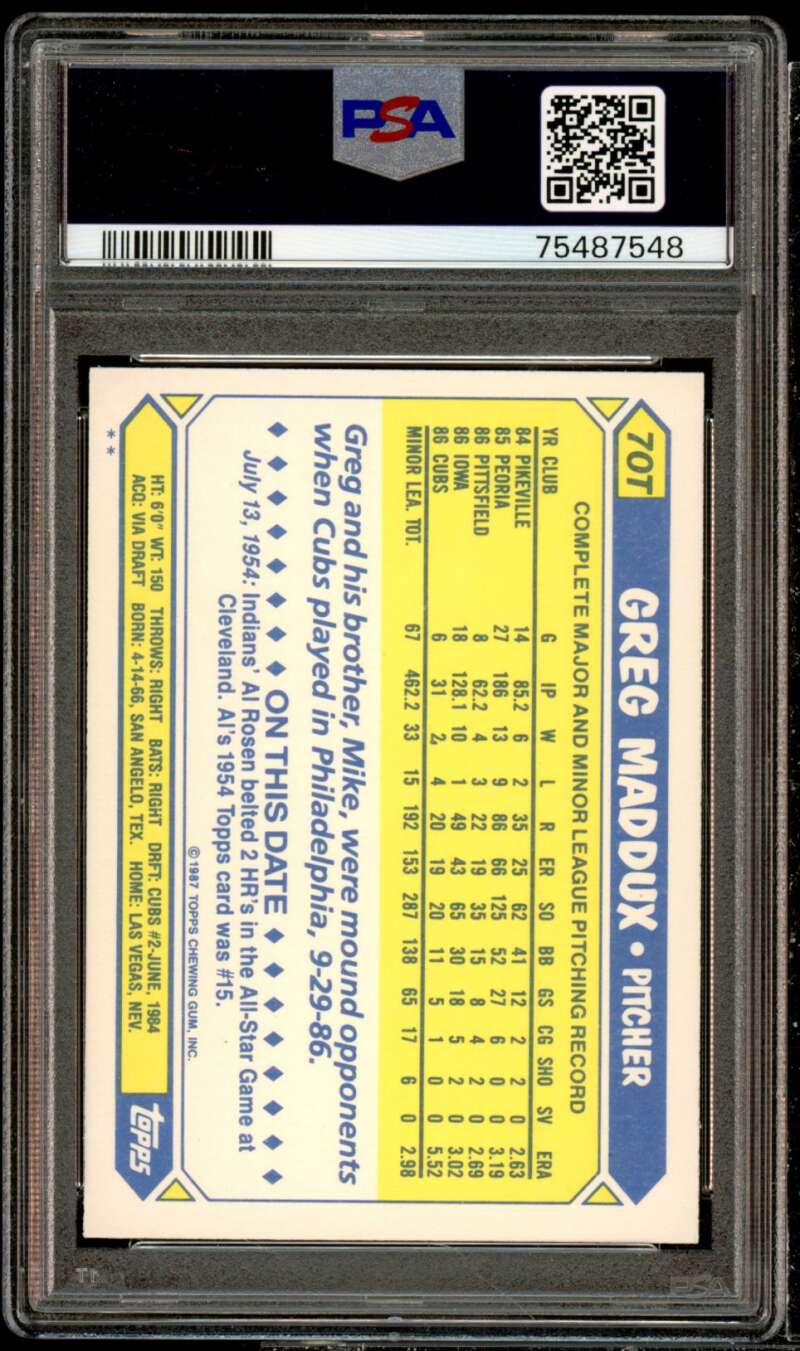 PSA
75487548
70T GREG MADDUX • PITCHER
COMPLETE MAJOR AND MINOR LEAGUE PITCHING RECORD
YR CLUB G IP W L R ER SO BB GS CG SHO SV ERA
84 PIKEVILLE 14 85.2 6 2 35 25 62 41 12 2 2 0 2.63
85 PEORIA 27 186 13 9 86 66 125 52 27 6 0 0 3.19
86 PITTSFIELD 8 62.2 4 3 22 19 35 15 8 4 2 0 2.69
86 IOWA 18 128.1 10 1 49 43 65 30 18 5 2 0 3.02
86 CUBS 6 31 2 4 20 19 20 11 5 1 0 0 5.52
MINOR LEA. TOT. 67 462.2 33 15 192 153 287 138 65 17 6 0 2.98
Greg and his brother, Mike, were mound opponents
when Cubs played in Philadelphia, 9-29-86.
◆ ◆ ◆ ◆ ◆ ◆ ON THIS DATE ◆ ◆ ◆ ◆ ◆ ◆
July 13, 1954: Indians' Al Rosen belted 2 HR's in the All-Star Game at
Cleveland. Al's 1954 Topps card was #15.
© 1987 TOPPS CHEWING GUM, INC.
HT: 6'0" WT: 150 THROWS: RIGHT BATS: RIGHT DRFT: CUBS #2-JUNE, 1984
ACQ: VIA DRAFT BORN: 4-14-66, SAN ANGELO, TEX. HOME: LAS VEGAS, NEV.
topps
**
PSA